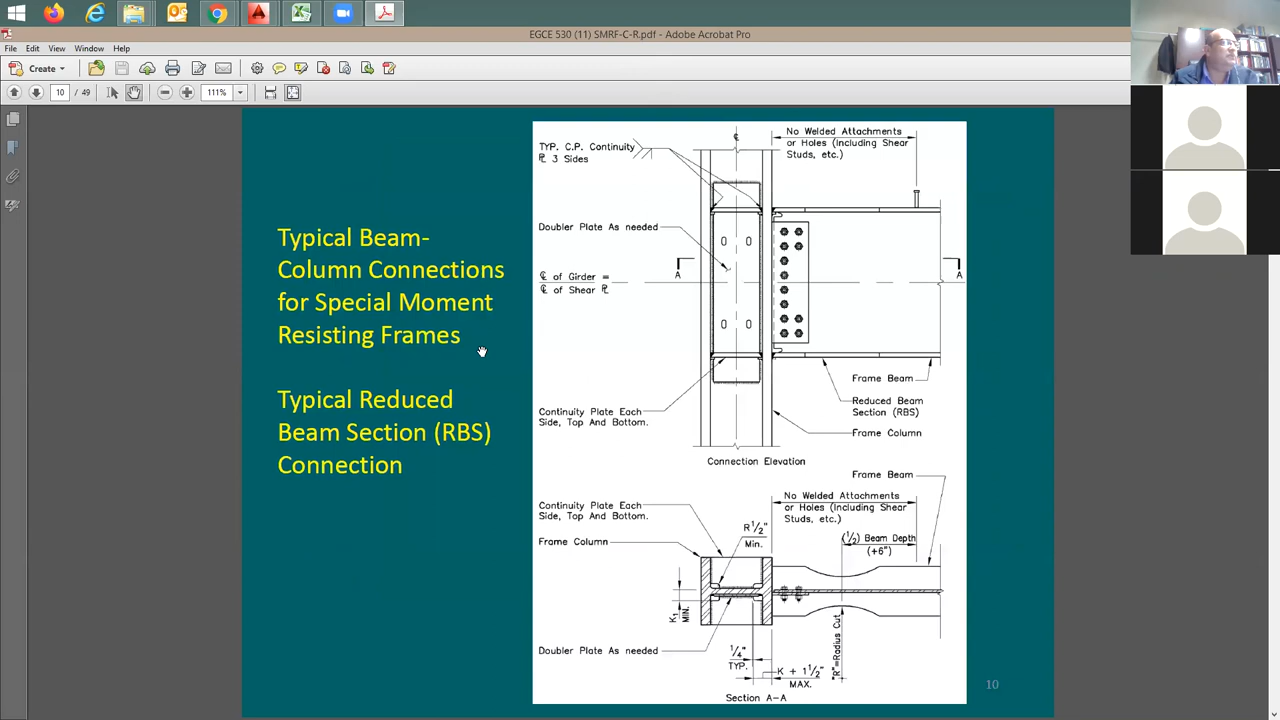 EGCE 530 (11) SMRF-C-R.pdf - Adobe Acrobat Pro
File Edit View Window Help
Create
10 / 49 111%
Typical Beam-
Column Connections
for Special Moment
Resisting Frames
Typical Reduced
Beam Section (RBS)
Connection
TYP. C.P. Continuity
℄
No Welded Attachments
or Holes (Including Shear
Studs, etc.)
PL 3 Sides
Doubler Plate As needed
A
A
℄ of Girder =
℄ of Shear PL
Frame Beam
Reduced Beam
Section (RBS)
Continuity Plate Each
Side, Top And Bottom.
Frame Column
Connection Elevation
Frame Beam
No Welded Attachments
or Holes (Including Shear
Studs, etc.)
Continuity Plate Each
Side, Top And Bottom.
R1/2"
Min.
Frame Column
(1/2) Beam Depth
(+6")
K1
MIN.
"R"=Radius Cut
Doubler Plate As needed
1/4"
TYP.
K + 1 1/2"
MAX.
Section A-A
10